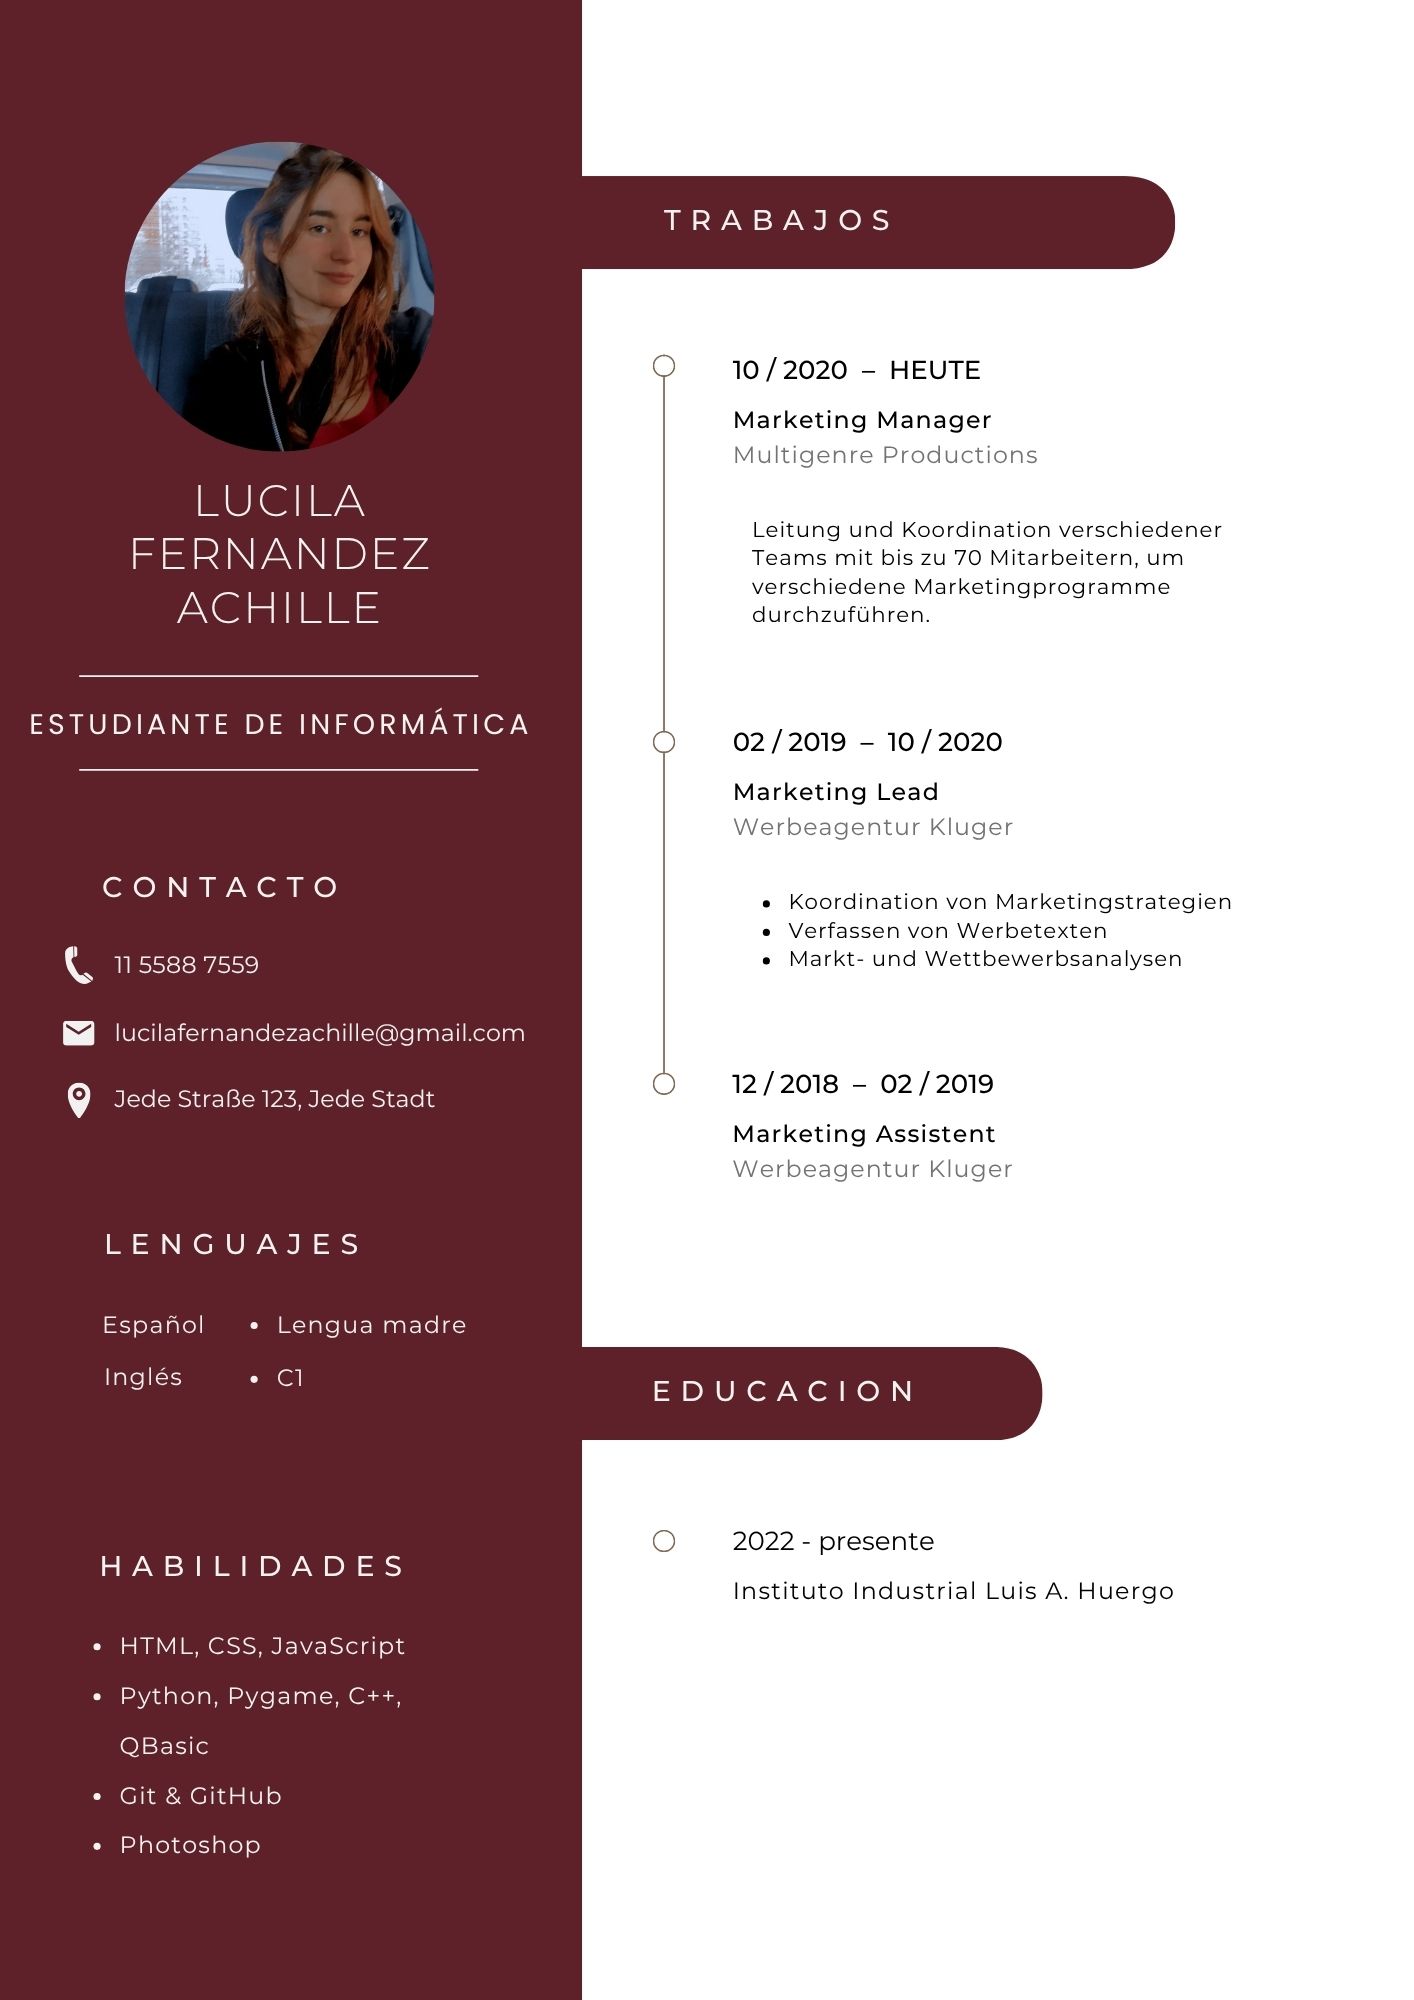 LUCILA
FERNANDEZ
ACHILLE
ESTUDIANTE DE INFORMÁTICA
CONTACTO
11 5588 7559
lucilafernandezachille@gmail.com
Jede Straße 123, Jede Stadt
LENGUAJES
Español • Lengua madre
Inglés • C1
HABILIDADES
• HTML, CSS, JavaScript
• Python, Pygame, C++,
QBasic
• Git & GitHub
• Photoshop
TRABAJOS
10 / 2020 – HEUTE
Marketing Manager
Multigenre Productions
Leitung und Koordination verschiedener
Teams mit bis zu 70 Mitarbeitern, um
verschiedene Marketingprogramme
durchzuführen.
02 / 2019 – 10 / 2020
Marketing Lead
Werbeagentur Kluger
• Koordination von Marketingstrategien
• Verfassen von Werbetexten
• Markt- und Wettbewerbsanalysen
12 / 2018 – 02 / 2019
Marketing Assistent
Werbeagentur Kluger
EDUCACION
2022 - presente
Instituto Industrial Luis A. Huergo